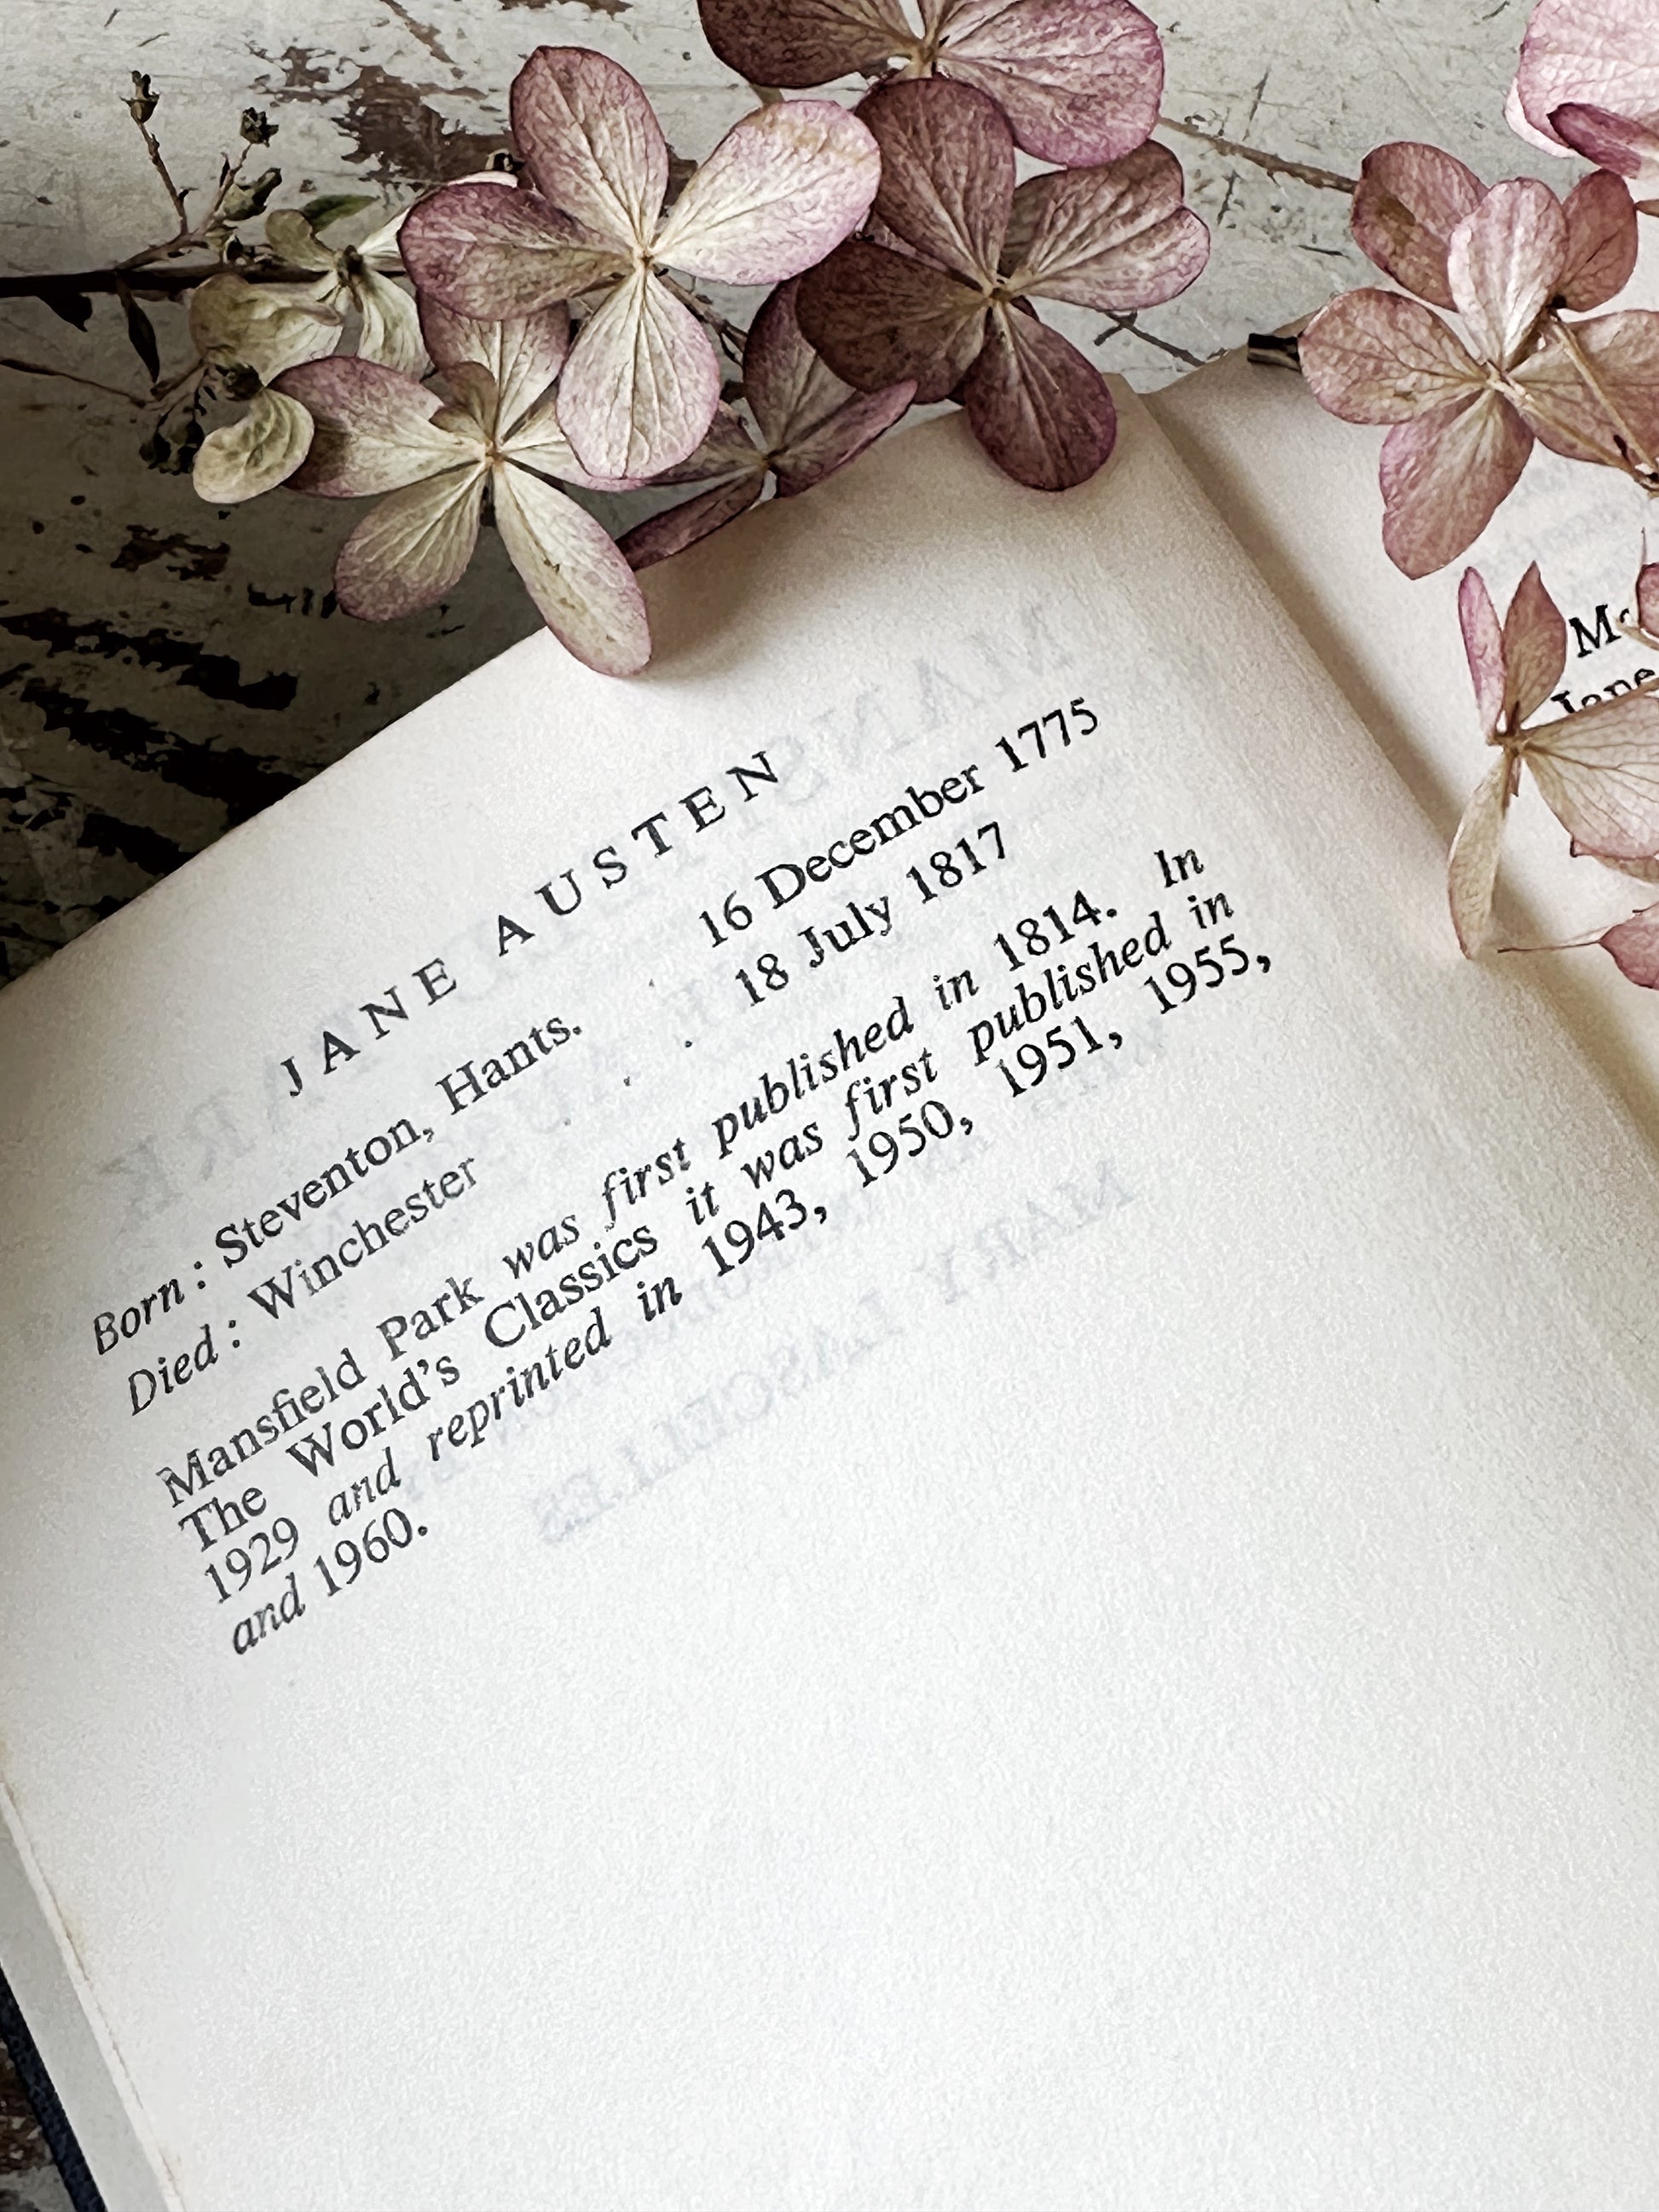 JANE AUSTEN
Born : Steventon, Hants. . . 16 December 1775
Died : Winchester . . 18 July 1817
Mansfield Park was first published in 1814. In
The World's Classics it was first published in
1929 and reprinted in 1943, 1950, 1951, 1955,
and 1960.
Jane